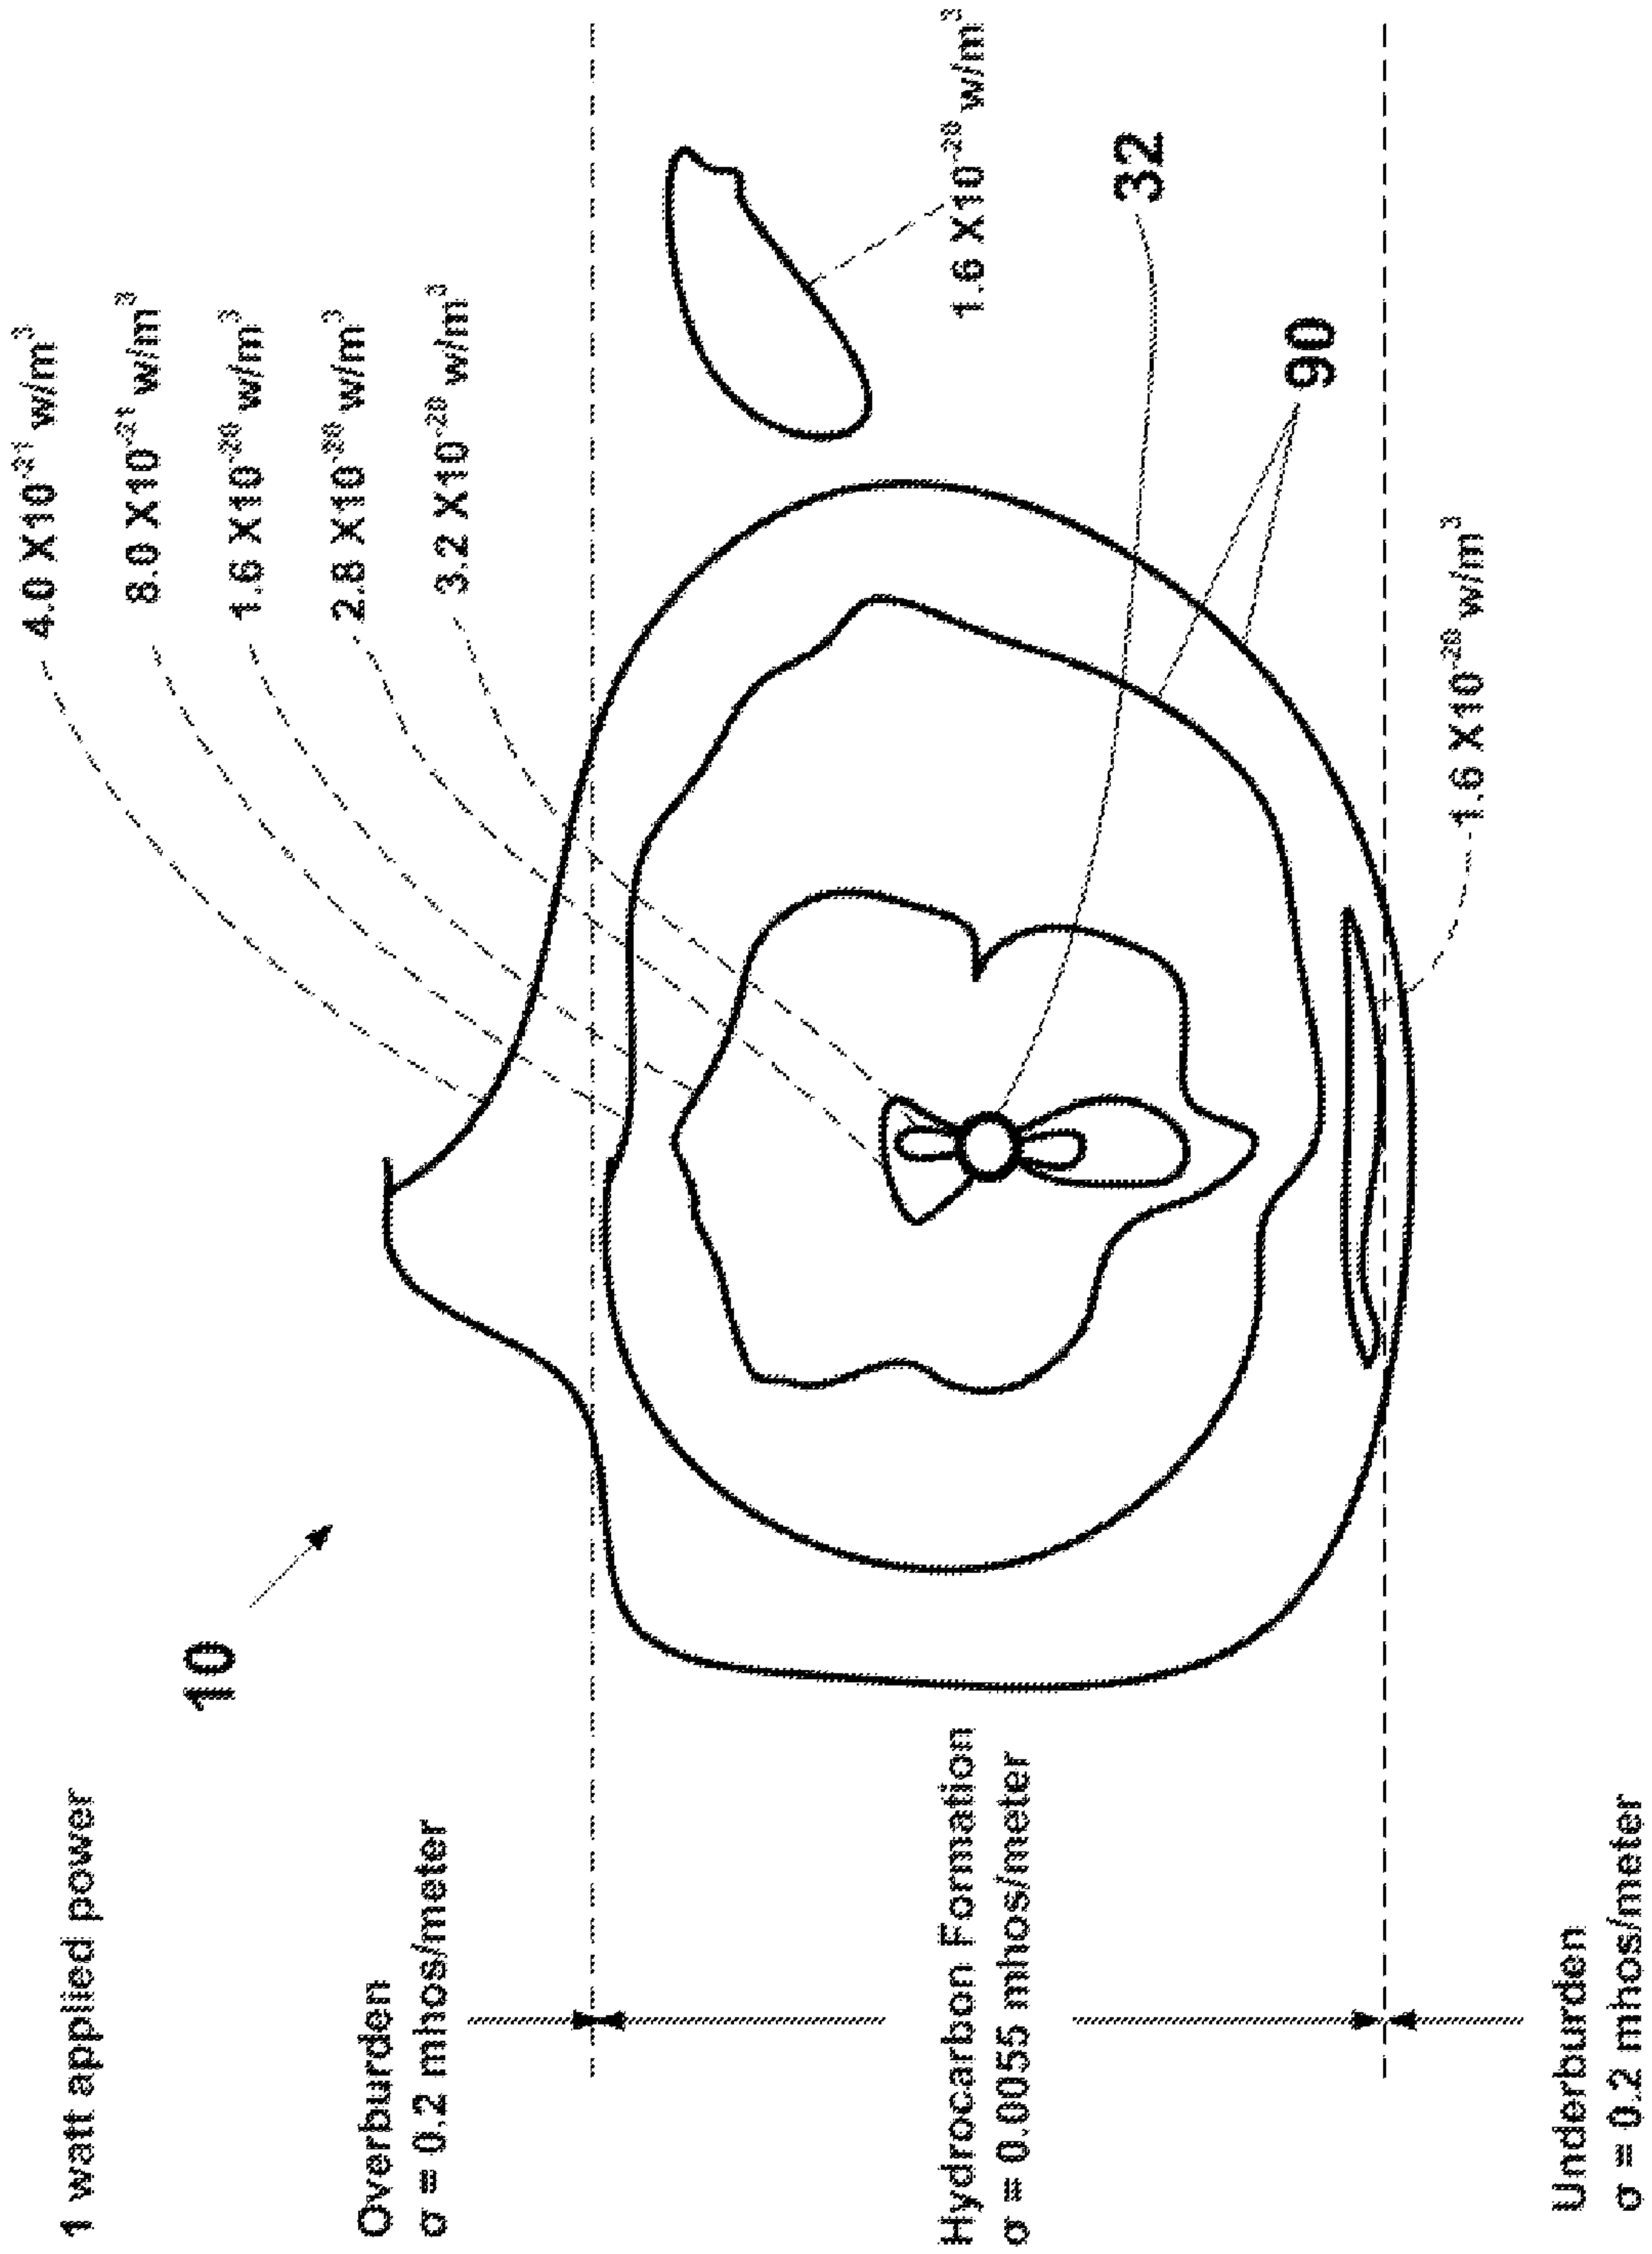 1 watt applied power
10
4.0 X10⁻²¹ w/m³
8.0 X10⁻²¹ w/m³
1.6 X10⁻²⁰ w/m³
2.8 X10⁻²⁰ w/m³
3.2 X10⁻²⁰ w/m³
Overburden
σ = 0.2 mhos/meter
1.6 X10⁻²⁰ w/m³
Hydrocarbon Formation
σ = 0.0055 mhos/meter
32
90
1.6 X10⁻²⁰ w/m³
Underburden
σ = 0.2 mhos/meter